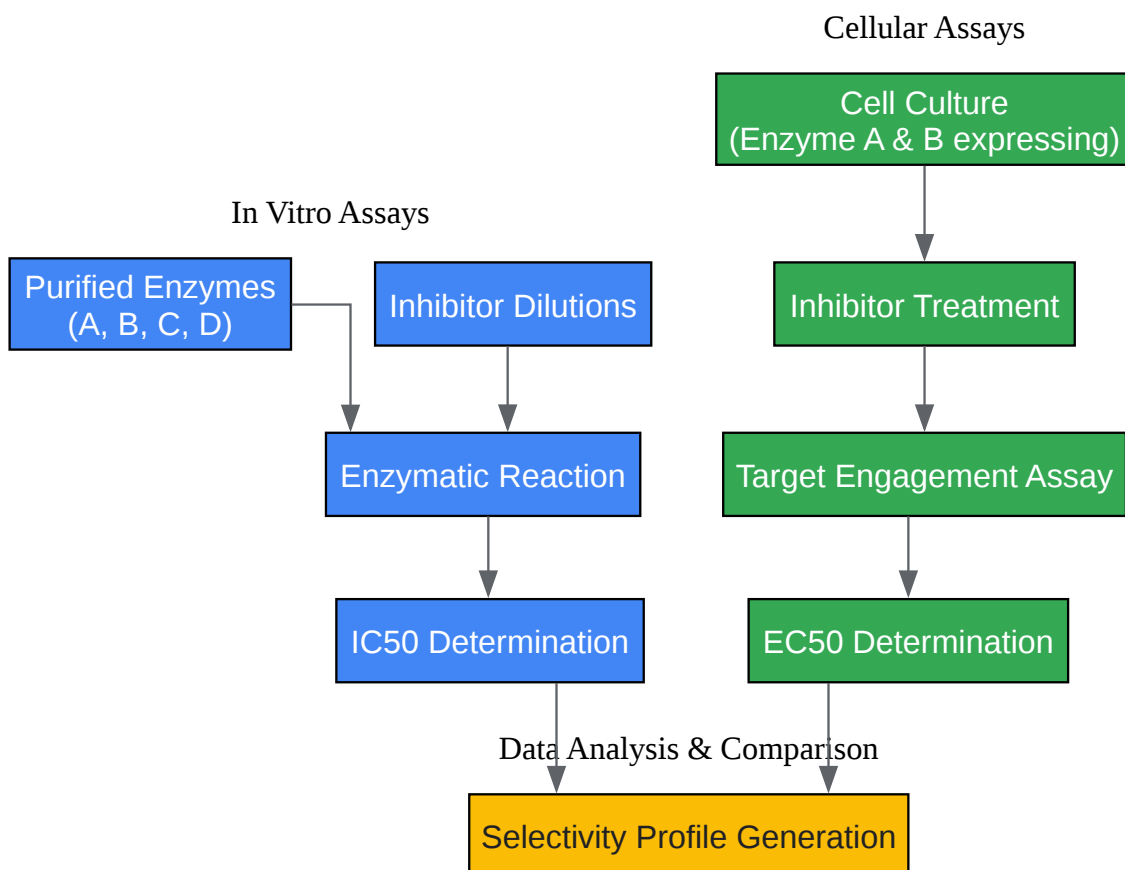 Cellular Assays
Cell Culture
(Enzyme A & B expressing)
In Vitro Assays
Purified Enzymes
(A, B, C, D)
Inhibitor Dilutions
Inhibitor Treatment
Enzymatic Reaction
Target Engagement Assay
IC50 Determination
EC50 Determination
Data Analysis & Comparison
Selectivity Profile Generation